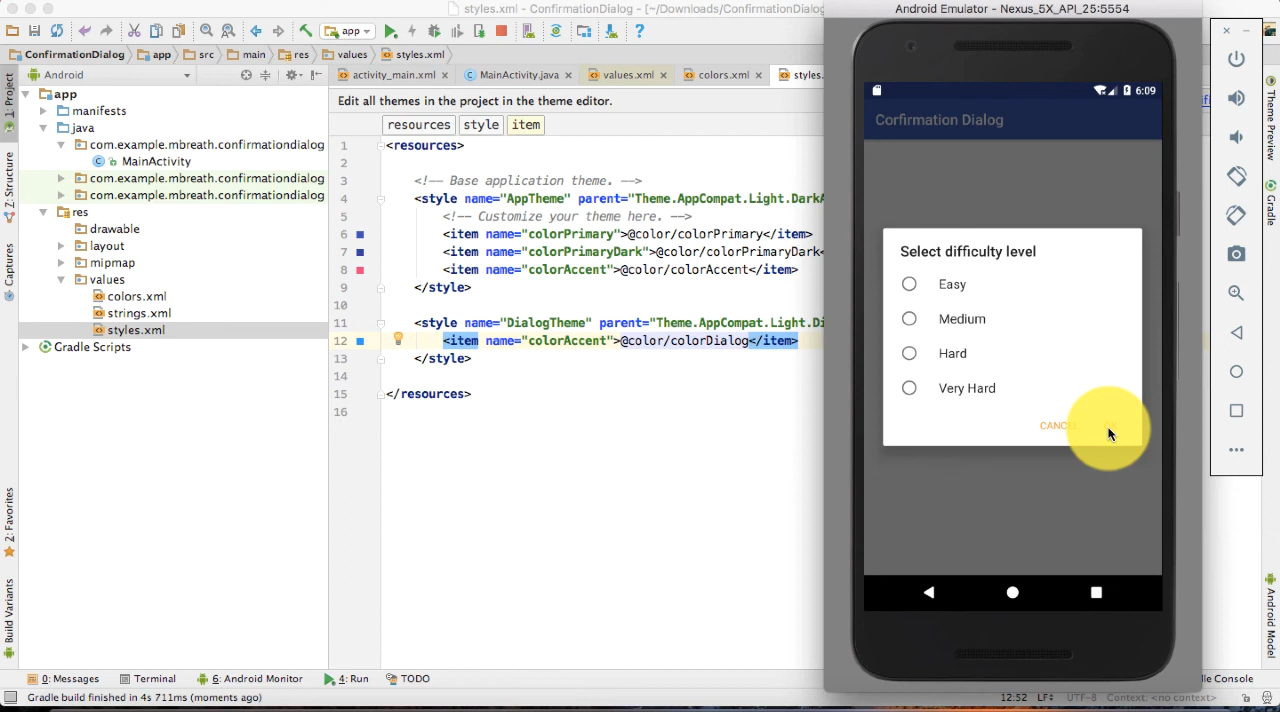 styles.xml - ConfirmationDialog - [~/Downloads/ConfirmationDialog
Android Emulator - Nexus_5X_API_25:5554
app
ConfirmationDialog app src main res values styles.xml
Android
activity_main.xml MainActivity.java values.xml colors.xml styles.
Edit all themes in the project in the theme editor.
resources style item
1: Project
Z: Structure
Captures
2: Favorites
Build Variants
app
manifests
java
com.example.mbreath.confirmationdialog
MainActivity
com.example.mbreath.confirmationdialog
com.example.mbreath.confirmationdialog
res
drawable
layout
mipmap
values
colors.xml
strings.xml
styles.xml
Gradle Scripts
1 <resources>
2
3 <!-- Base application theme. -->
4 <style name="AppTheme" parent="Theme.AppCompat.Light.DarkA
5 <!-- Customize your theme here. -->
6 <item name="colorPrimary">@color/colorPrimary</item>
7 <item name="colorPrimaryDark">@color/colorPrimaryDark<
8 <item name="colorAccent">@color/colorAccent</item>
9 </style>
10
11 <style name="DialogTheme" parent="Theme.AppCompat.Light.Di
12 <item name="colorAccent">@color/colorDialog</item>
13 </style>
14
15 </resources>
16
6:09
Confirmation Dialog
Select difficulty level
Easy
Medium
Hard
Very Hard
CANCEL
Theme Preview
Gradle
Android Model
0: Messages Terminal 6: Android Monitor 4: Run TODO
le Console
Gradle build finished in 4s 711ms (moments ago)
12:52 LF÷ UTF-8 Context: <no context>